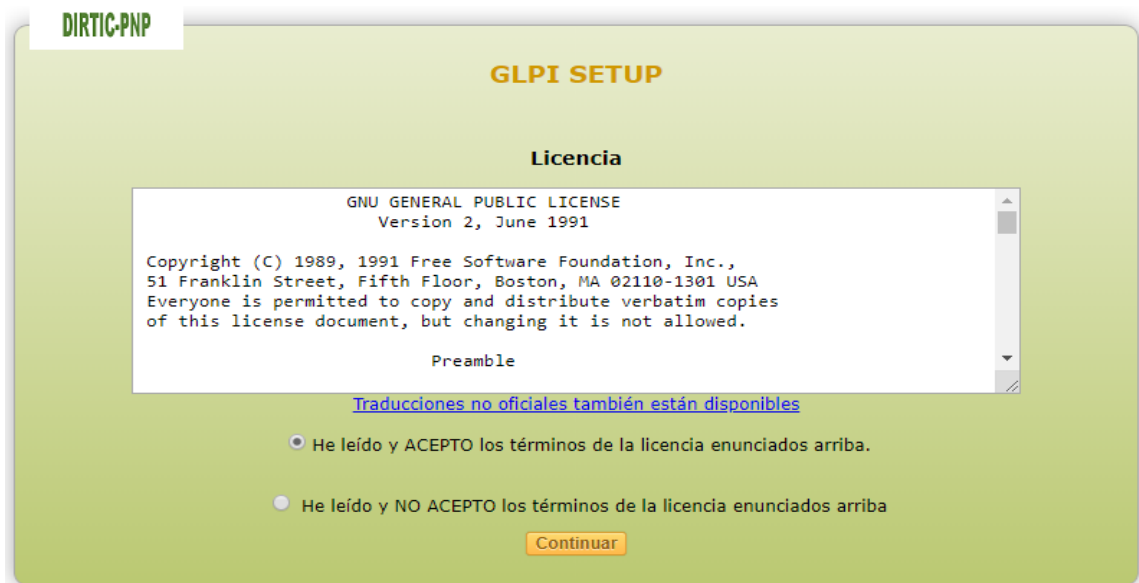 DIRTIC-PNP
GLPI SETUP
Licencia
GNU GENERAL PUBLIC LICENSE
Version 2, June 1991
Copyright (C) 1989, 1991 Free Software Foundation, Inc.,
51 Franklin Street, Fifth Floor, Boston, MA 02110-1301 USA
Everyone is permitted to copy and distribute verbatim copies
of this license document, but changing it is not allowed.
Preamble
Traducciones no oficiales también están disponibles
He leído y ACEPTO los términos de la licencia enunciados arriba.
He leído y NO ACEPTO los términos de la licencia enunciados arriba
Continuar